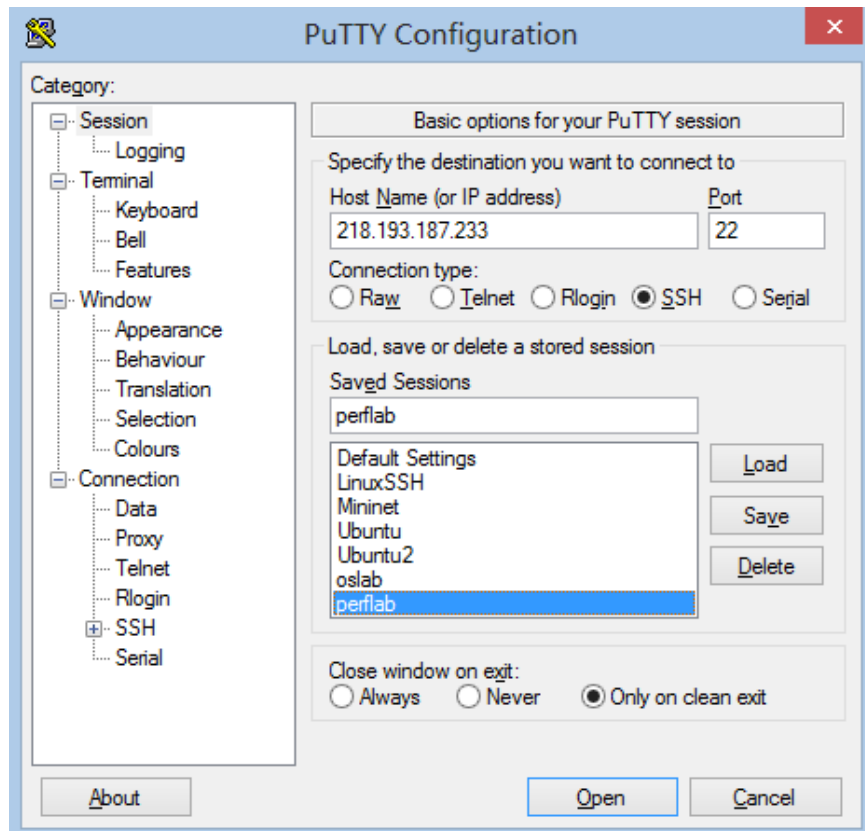 PuTTY Configuration
Category:
Session
Logging
Terminal
Keyboard
Bell
Features
Window
Appearance
Behaviour
Translation
Selection
Colours
Connection
Data
Proxy
Telnet
Rlogin
SSH
Serial
Basic options for your PuTTY session
Specify the destination you want to connect to
Host Name (or IP address) Port
218.193.187.233 22
Connection type:
Raw Telnet Rlogin SSH Serial
Load, save or delete a stored session
Saved Sessions
perflab
Default Settings
LinuxSSH
Mininet
Ubuntu
Ubuntu2
oslab
perflab
Load
Save
Delete
Close window on exit:
Always Never Only on clean exit
About Open Cancel